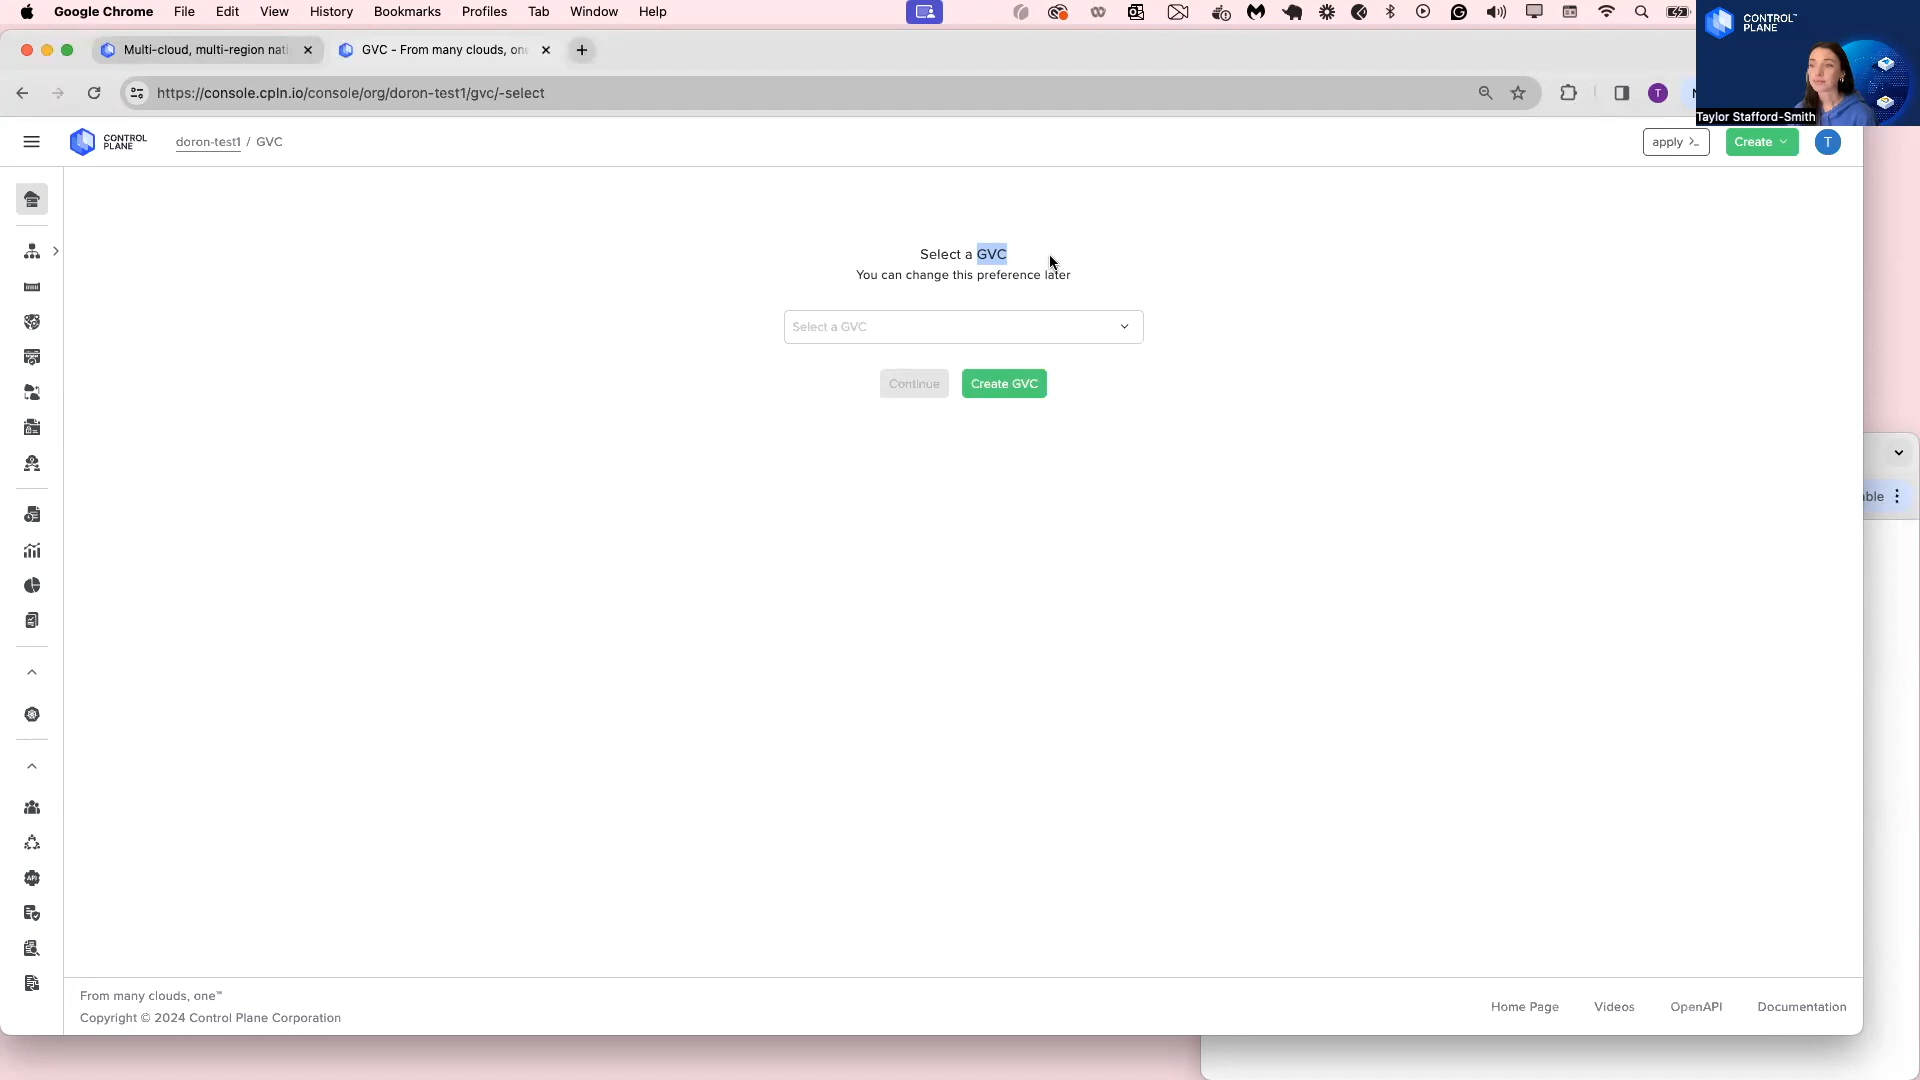 Google Chrome File Edit View History Bookmarks Profiles Tab Window Help
CONTROL
PLANE
Multi-cloud, multi-region nati
GVC - From many clouds, on
https://console.cpln.io/console/org/doron-test1/gvc/-select
T
Taylor Stafford-Smith
CONTROL
PLANE
doron-test1 / GVC
apply >_
Create
T
Select a GVC
You can change this preference later
Select a GVC
Continue
Create GVC
API
From many clouds, one™
Copyright © 2024 Control Plane Corporation
Home Page Videos OpenAPI Documentation